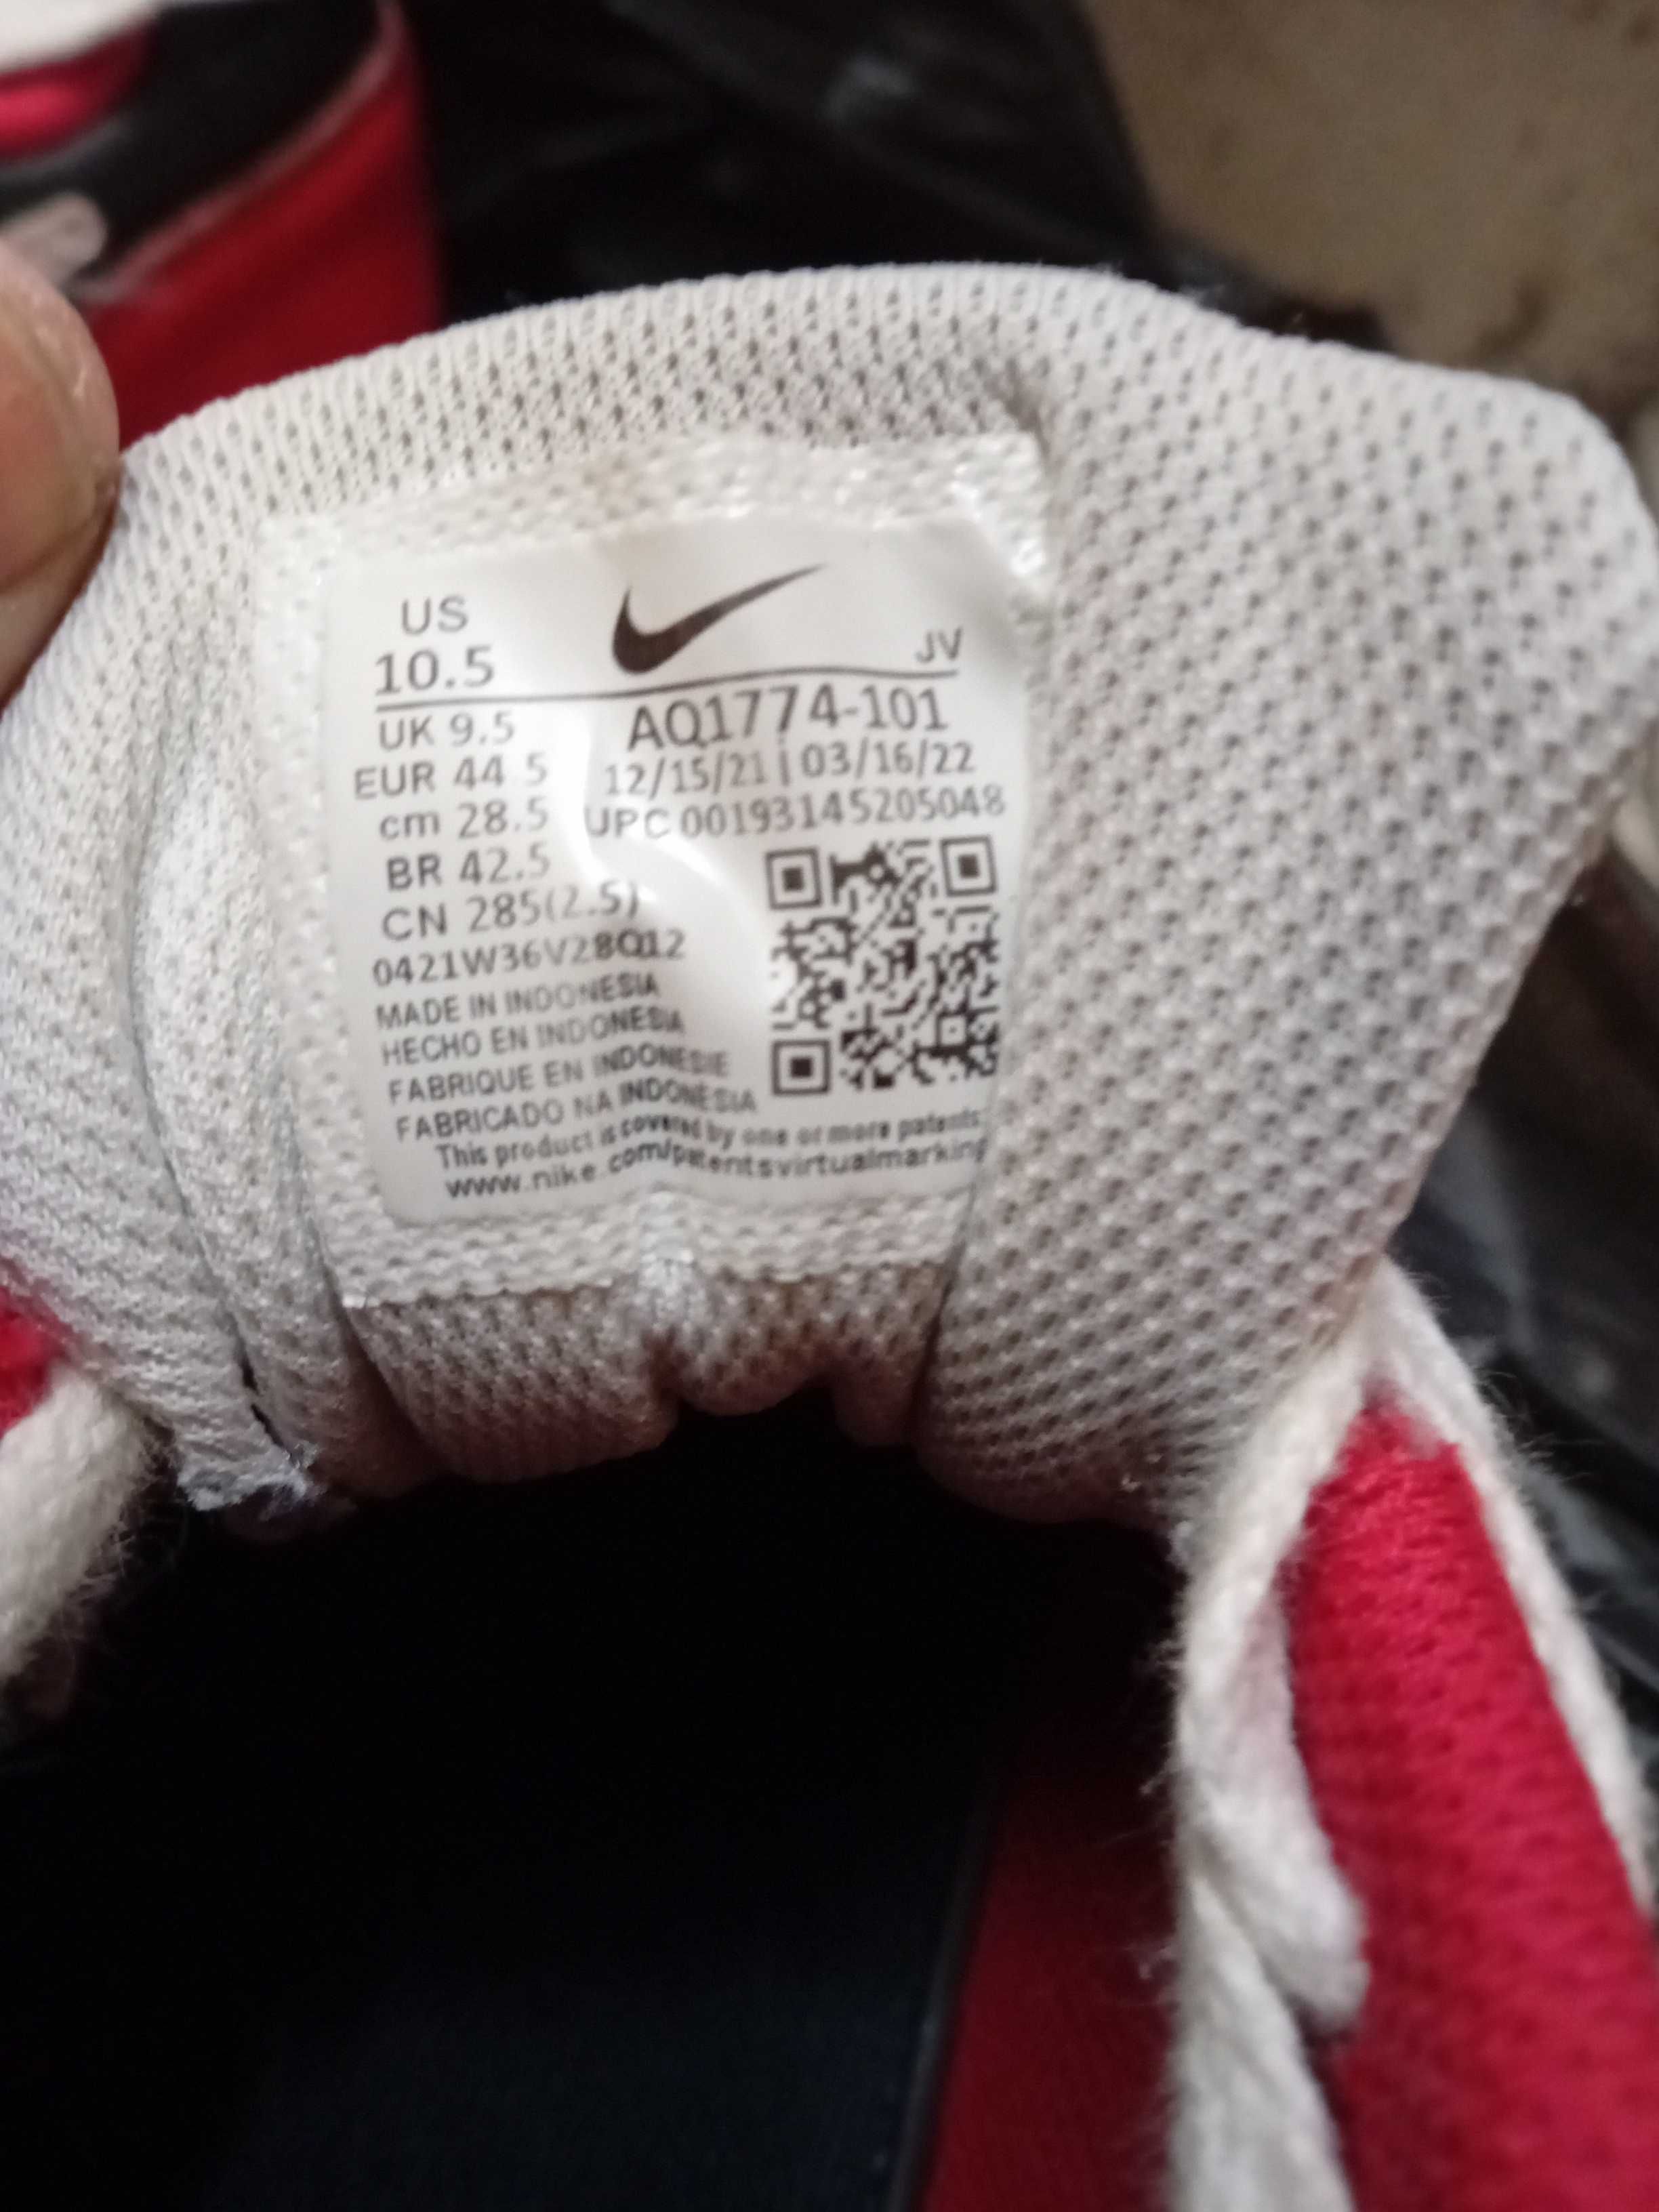 US
10.5
JV
UK 9.5 AQ1774-101
EUR 44.5 12/15/21 | 03/16/22
cm 28.5 UPC 00193145205048
BR 42.5
CN 285(2.5)
0421W36V28Q12
MADE IN INDONESIA
HECHO EN INDONESIA
FABRIQUE EN INDONESIE
FABRICADO NA INDONESIA
This product is covered by one or more patents
www.nike.com/patentsvirtualmarking